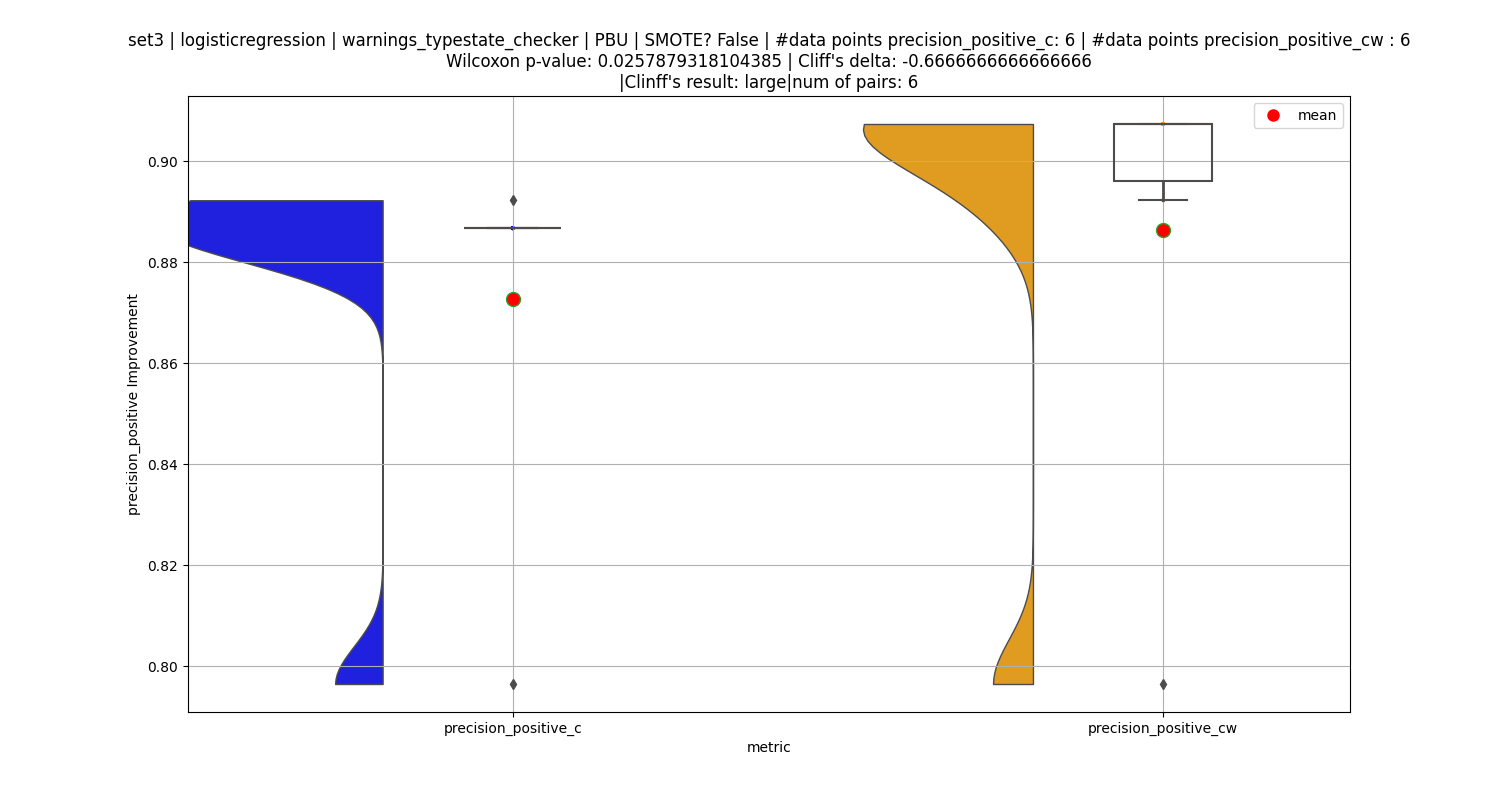 set3 | logisticregression | warnings_typestate_checker | PBU | SMOTE? False | #data points precision_positive_c: 6 | #data points precision_positive_cw : 6
Wilcoxon p-value: 0.0257879318104385 | Cliff's delta: -0.6666666666666666
|Clinff's result: large|num of pairs: 6
mean
0.90
0.88
0.86
0.84
0.82
0.80
precision_positive Improvement
precision_positive_c
precision_positive_cw
metric